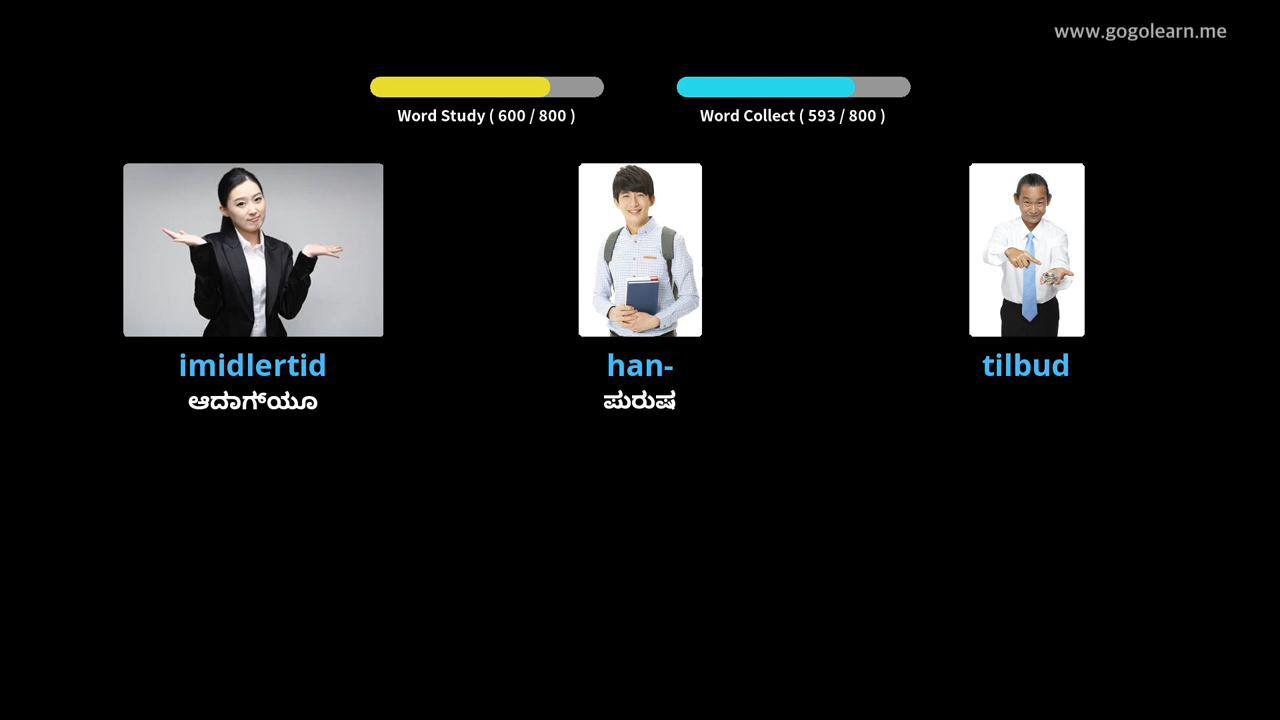 www.gogolearn.me
Word Study ( 600 / 800 )
Word Collect ( 593 / 800 )
imidlertid
ಆದಾಗ್ಯೂ
han-
ಪುರುಷ
tilbud